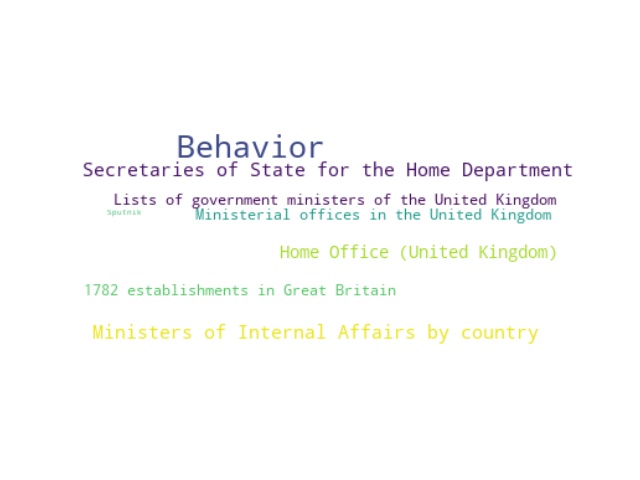 Behavior
Secretaries of State for the Home Department
Lists of government ministers of the United Kingdom
Sputnik
Ministerial offices in the United Kingdom
Home Office (United Kingdom)
1782 establishments in Great Britain
Ministers of Internal Affairs by country